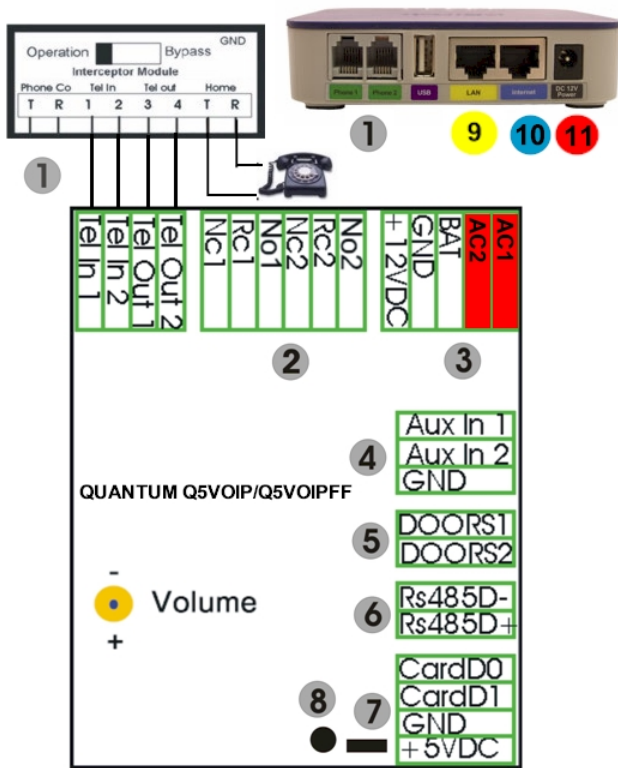 GND
Operation Bypass
Interceptor Module
Phone Co Tel In Tel out Home
T R 1 2 3 4 T R
Phone 1 Phone 2 USB LAN Internet DC 12V Power
1 1 9 10 11
Tel In 1
Tel In 2
Tel Out 1
Tel Out 2
Nc1
Rc1
No1
Nc2
Rc2
No2
+12VDC
GND
BAT
AC2
AC1
2 3
Aux In 1
Aux In 2
GND
4
QUANTUM Q5VOIP/Q5VOIPFF
DOORS1
DOORS2
5
-
Volume
+
Rs485D-
Rs485D+
6
CardD0
CardD1
GND
+5VDC
8 7